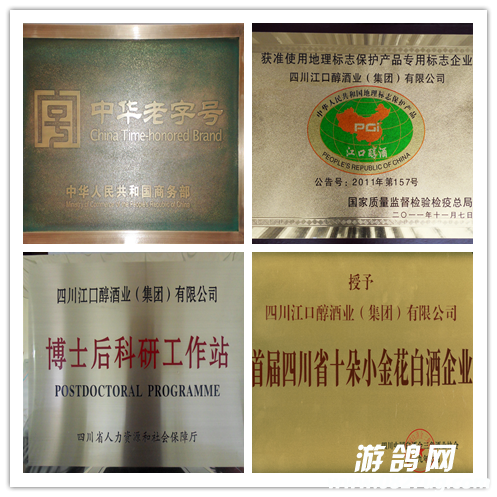 中华老字号
China Time-honored Brand
中华人民共和国商务部
获准使用地理标志保护产品专用标志企业
四川江口醇酒业（集团）有限公司
中华人民共和国地理标志保护产品
PGI
江口醇酒
PEOPLE'S REPUBLIC OF CHINA
公告号：2011年第157号
国家质量监督检验检疫总局
二〇一一年十一月七日
四川江口醇酒业（集团）有限公司
博士后科研工作站
POSTDOCTORAL PROGRAMME
四川省人力资源和社会保障厅
授予
四川江口醇酒业（集团）有限公司
首届四川省十朵小金花白酒企业
游鸽网